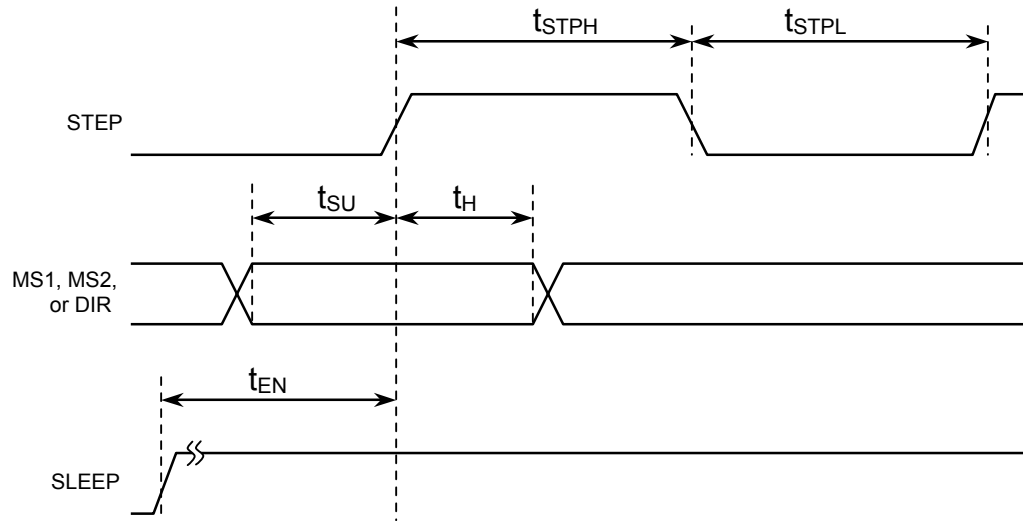 tSTPH
tSTPL
STEP
tSU
tH
MS1, MS2,
or DIR
tEN
SLEEP